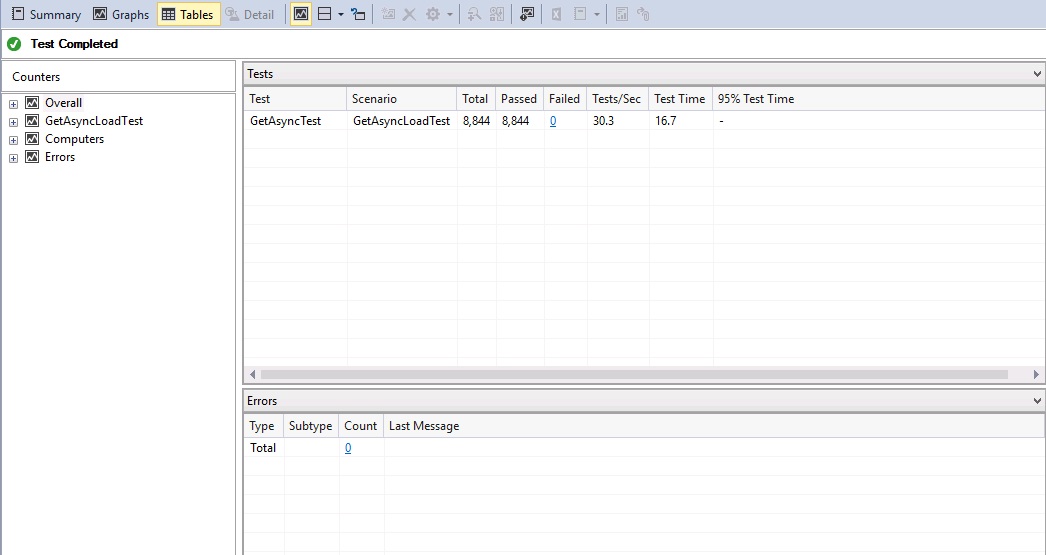 Summary Graphs Tables Detail
Test Completed
Counters
Overall
GetAsyncLoadTest
Computers
Errors
Tests
Test Scenario Total Passed Failed Tests/Sec Test Time 95% Test Time
GetAsyncTest GetAsyncLoadTest 8,844 8,844 0 30.3 16.7 -
Errors
Type Subtype Count Last Message
Total 0